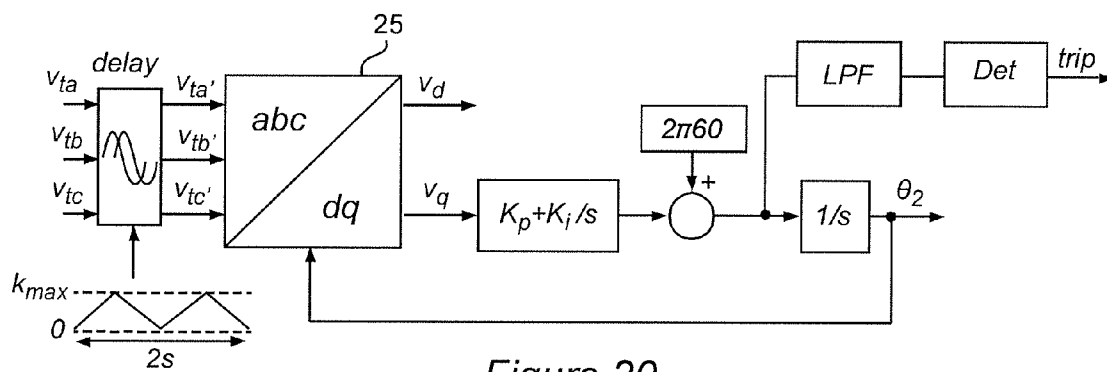 25
delay
v_ta
v_tb
v_tc
v_ta'
v_tb'
v_tc'
abc
dq
v_d
v_q
K_p+K_i/s
2π60
+
LPF
Det
trip
1/s
θ_2
k_max
0
2s
Figure 20